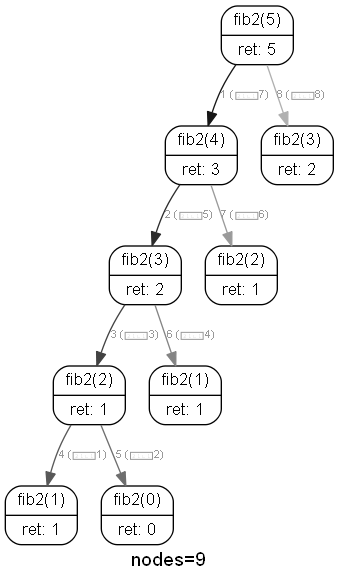 fib2(5)
ret: 5
1 (□□□□7)
8 (□□□□8)
fib2(4)
ret: 3
fib2(3)
ret: 2
2 (□□□□5)
7 (□□□□6)
fib2(3)
ret: 2
fib2(2)
ret: 1
3 (□□□□3)
6 (□□□□4)
fib2(2)
ret: 1
fib2(1)
ret: 1
4 (□□□□1)
5 (□□□□2)
fib2(1)
ret: 1
fib2(0)
ret: 0
nodes=9